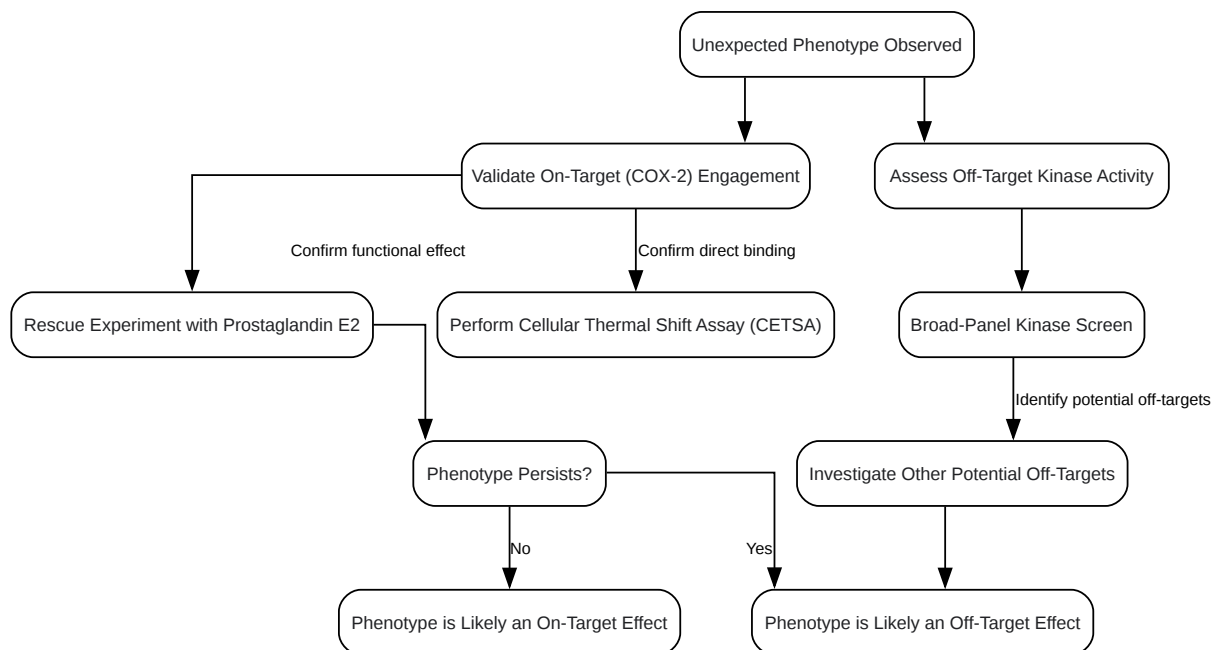 Unexpected Phenotype Observed
Validate On-Target (COX-2) Engagement
Assess Off-Target Kinase Activity
Confirm functional effect
Confirm direct binding
Rescue Experiment with Prostaglandin E2
Perform Cellular Thermal Shift Assay (CETSA)
Broad-Panel Kinase Screen
Identify potential off-targets
Phenotype Persists?
Investigate Other Potential Off-Targets
No
Yes
Phenotype is Likely an On-Target Effect
Phenotype is Likely an Off-Target Effect